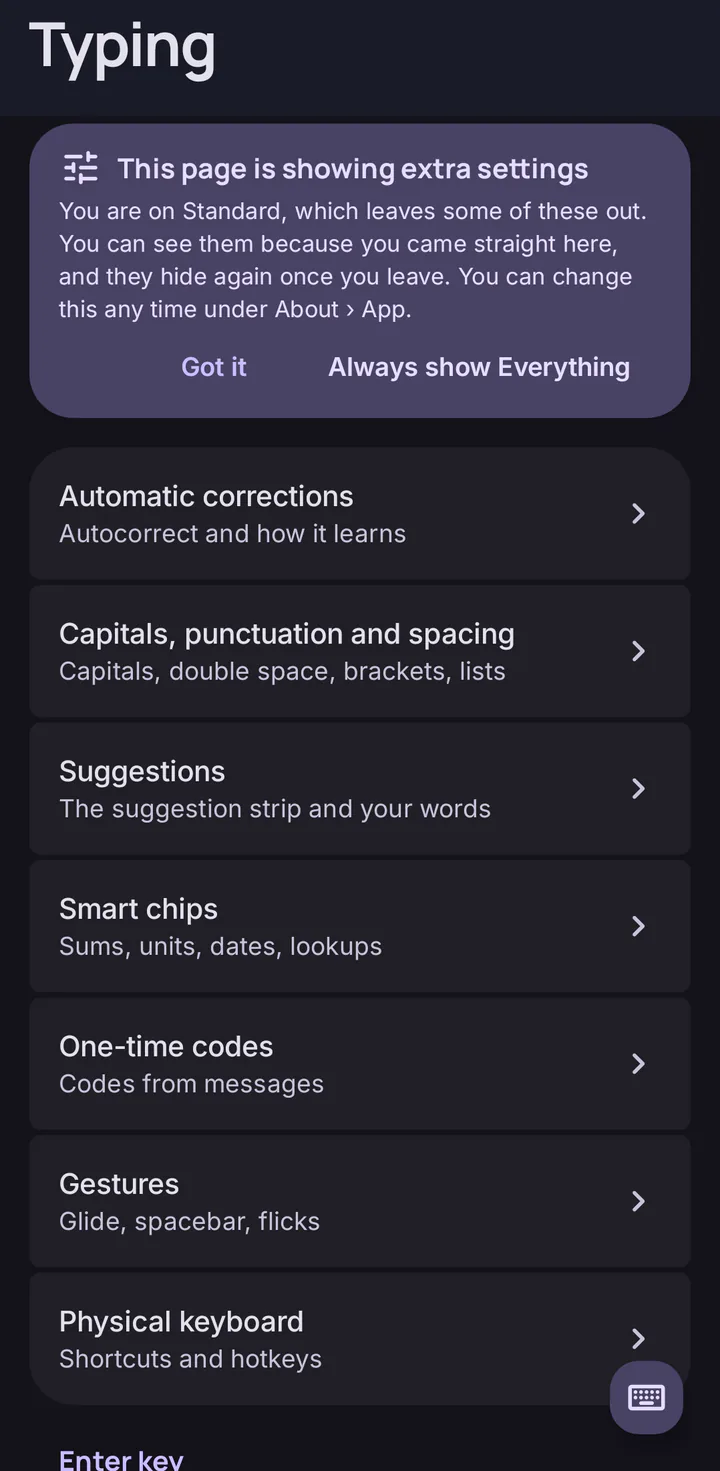 Typing
This page is showing extra settings
You are on Standard, which leaves some of these out.
You can see them because you came straight here,
and they hide again once you leave. You can change
this any time under About › App.
Got it
Always show Everything
Automatic corrections
Autocorrect and how it learns
Capitals, punctuation and spacing
Capitals, double space, brackets, lists
Suggestions
The suggestion strip and your words
Smart chips
Sums, units, dates, lookups
One-time codes
Codes from messages
Gestures
Glide, spacebar, flicks
Physical keyboard
Shortcuts and hotkeys
Enter key